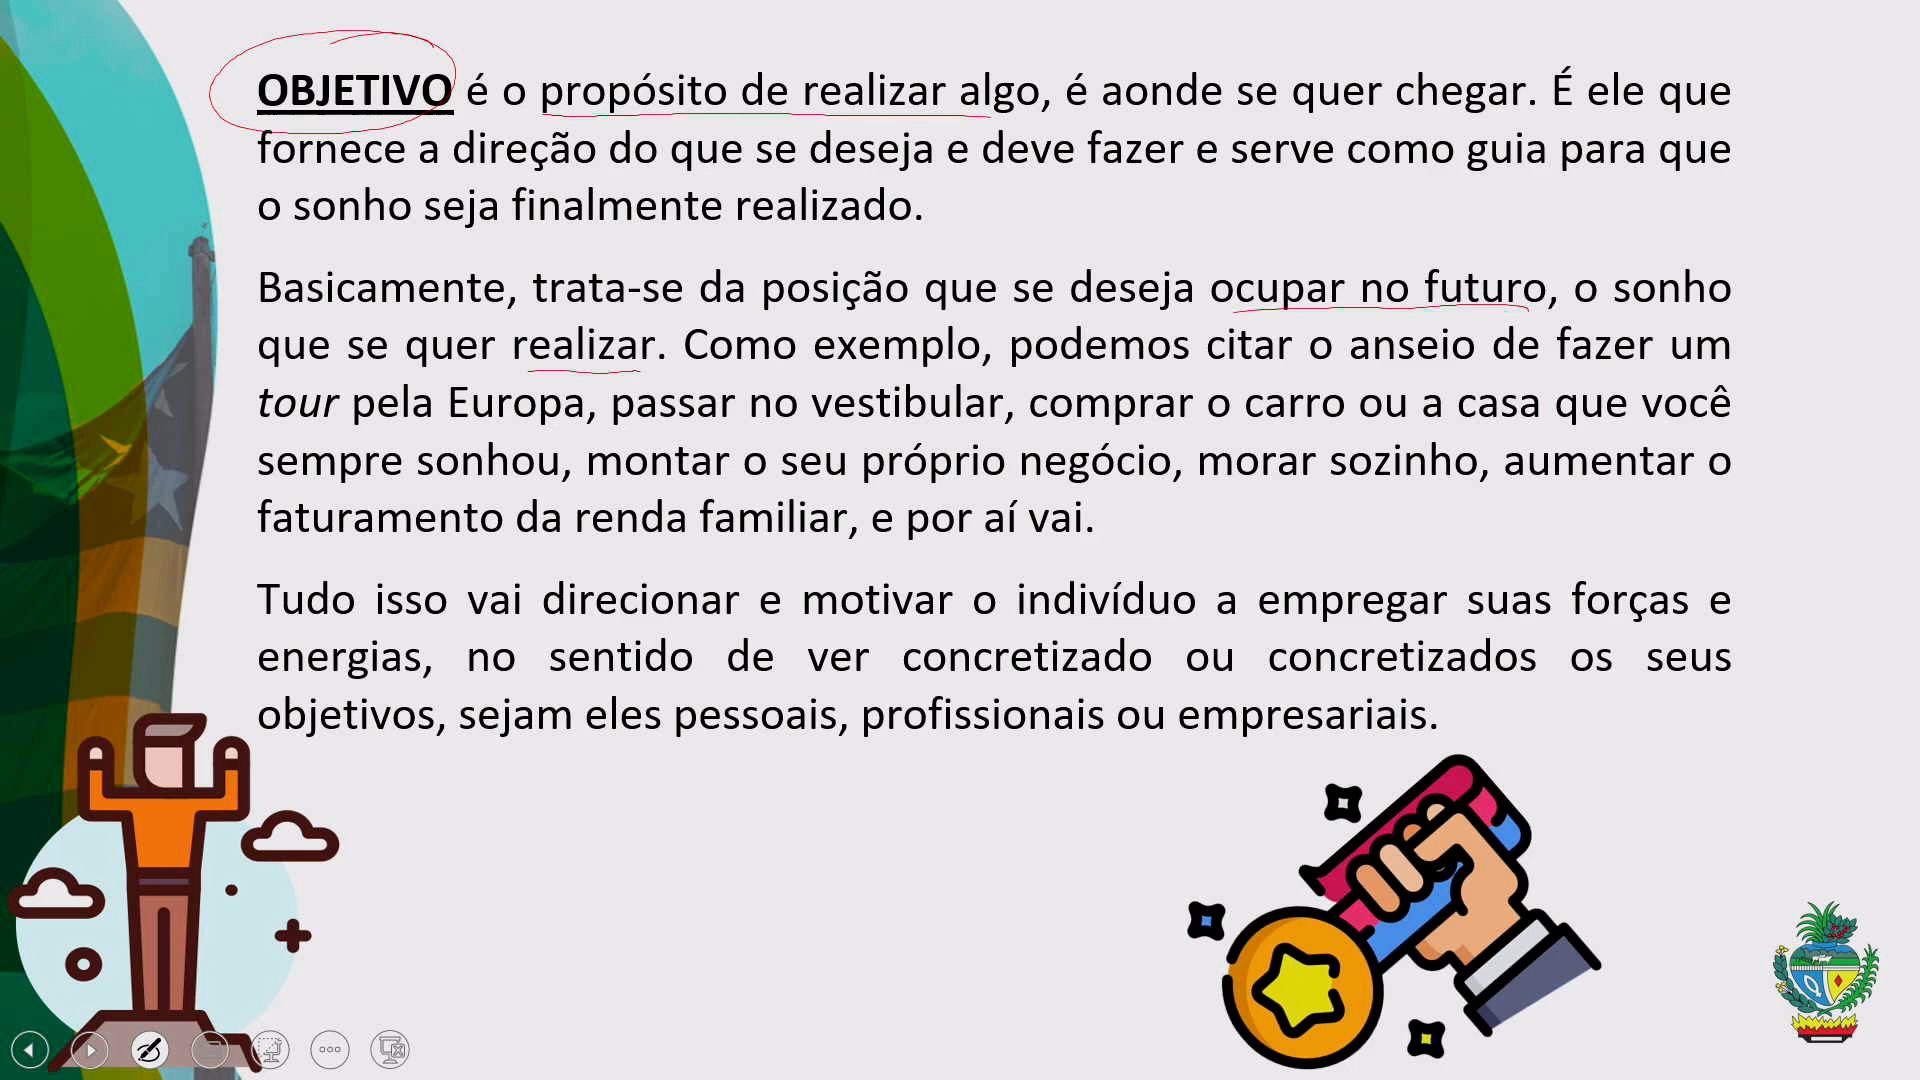 OBJETIVO é o propósito de realizar algo, é aonde se quer chegar. É ele que
fornece a direção do que se deseja e deve fazer e serve como guia para que
o sonho seja finalmente realizado.
Basicamente, trata-se da posição que se deseja ocupar no futuro, o sonho
que se quer realizar. Como exemplo, podemos citar o anseio de fazer um
tour pela Europa, passar no vestibular, comprar o carro ou a casa que você
sempre sonhou, montar o seu próprio negócio, morar sozinho, aumentar o
faturamento da renda familiar, e por aí vai.
Tudo isso vai direcionar e motivar o indivíduo a empregar suas forças e
energias, no sentido de ver concretizado ou concretizados os seus
objetivos, sejam eles pessoais, profissionais ou empresariais.